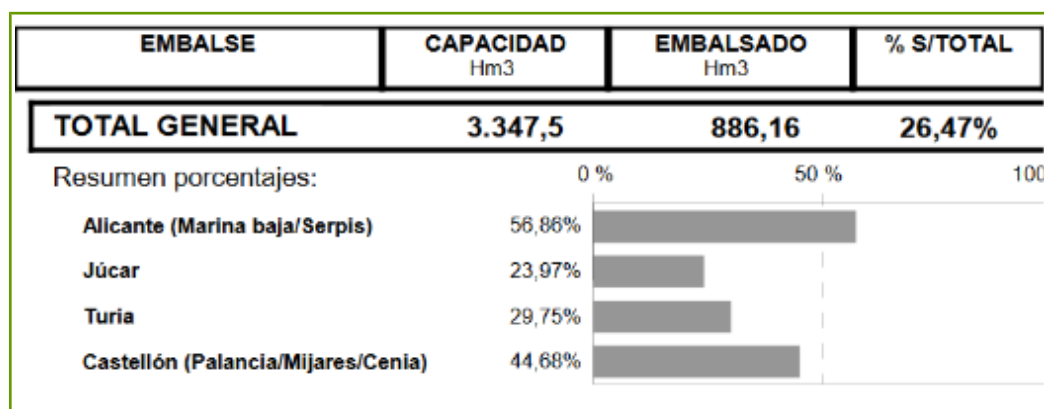 EMBALSE CAPACIDAD EMBALSADO % S/TOTAL
Hm3 Hm3
TOTAL GENERAL 3.347,5 886,16 26,47%
Resumen porcentajes: 0 % 50 % 100
Alicante (Marina baja/Serpis) 56,86%
Júcar 23,97%
Turia 29,75%
Castellón (Palancia/Mijares/Cenia) 44,68%